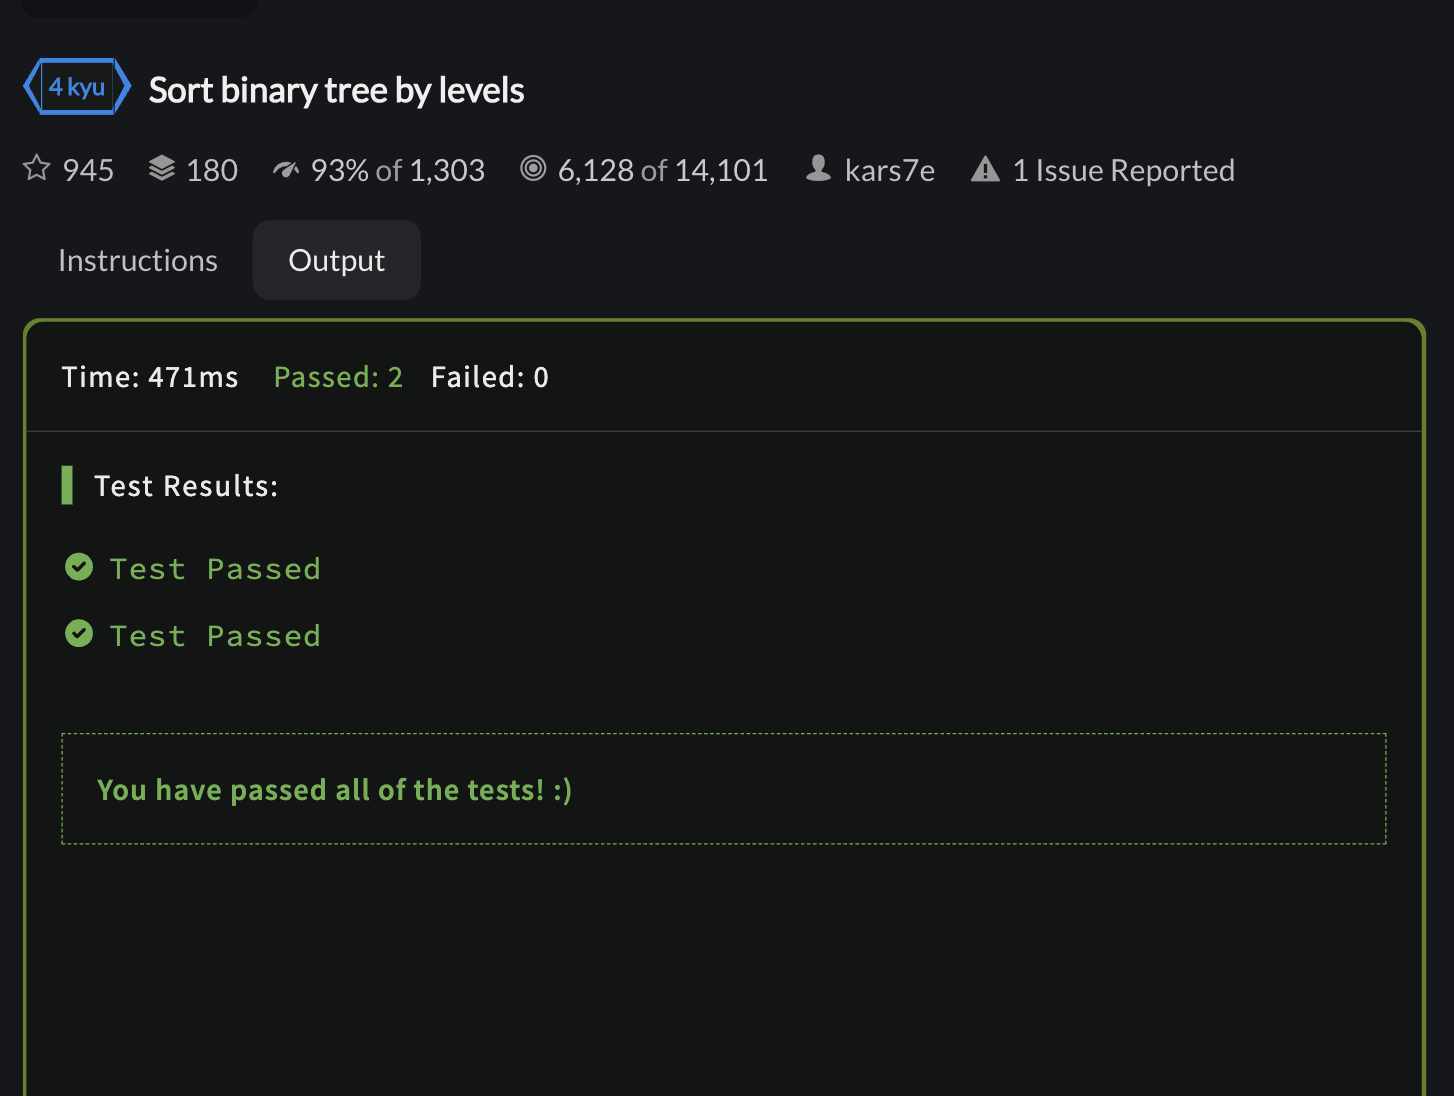 4 kyu Sort binary tree by levels
945 180 93% of 1,303 6,128 of 14,101 kars7e 1 Issue Reported
Instructions Output
Time: 471ms Passed: 2 Failed: 0
Test Results:
Test Passed
Test Passed
You have passed all of the tests! :)